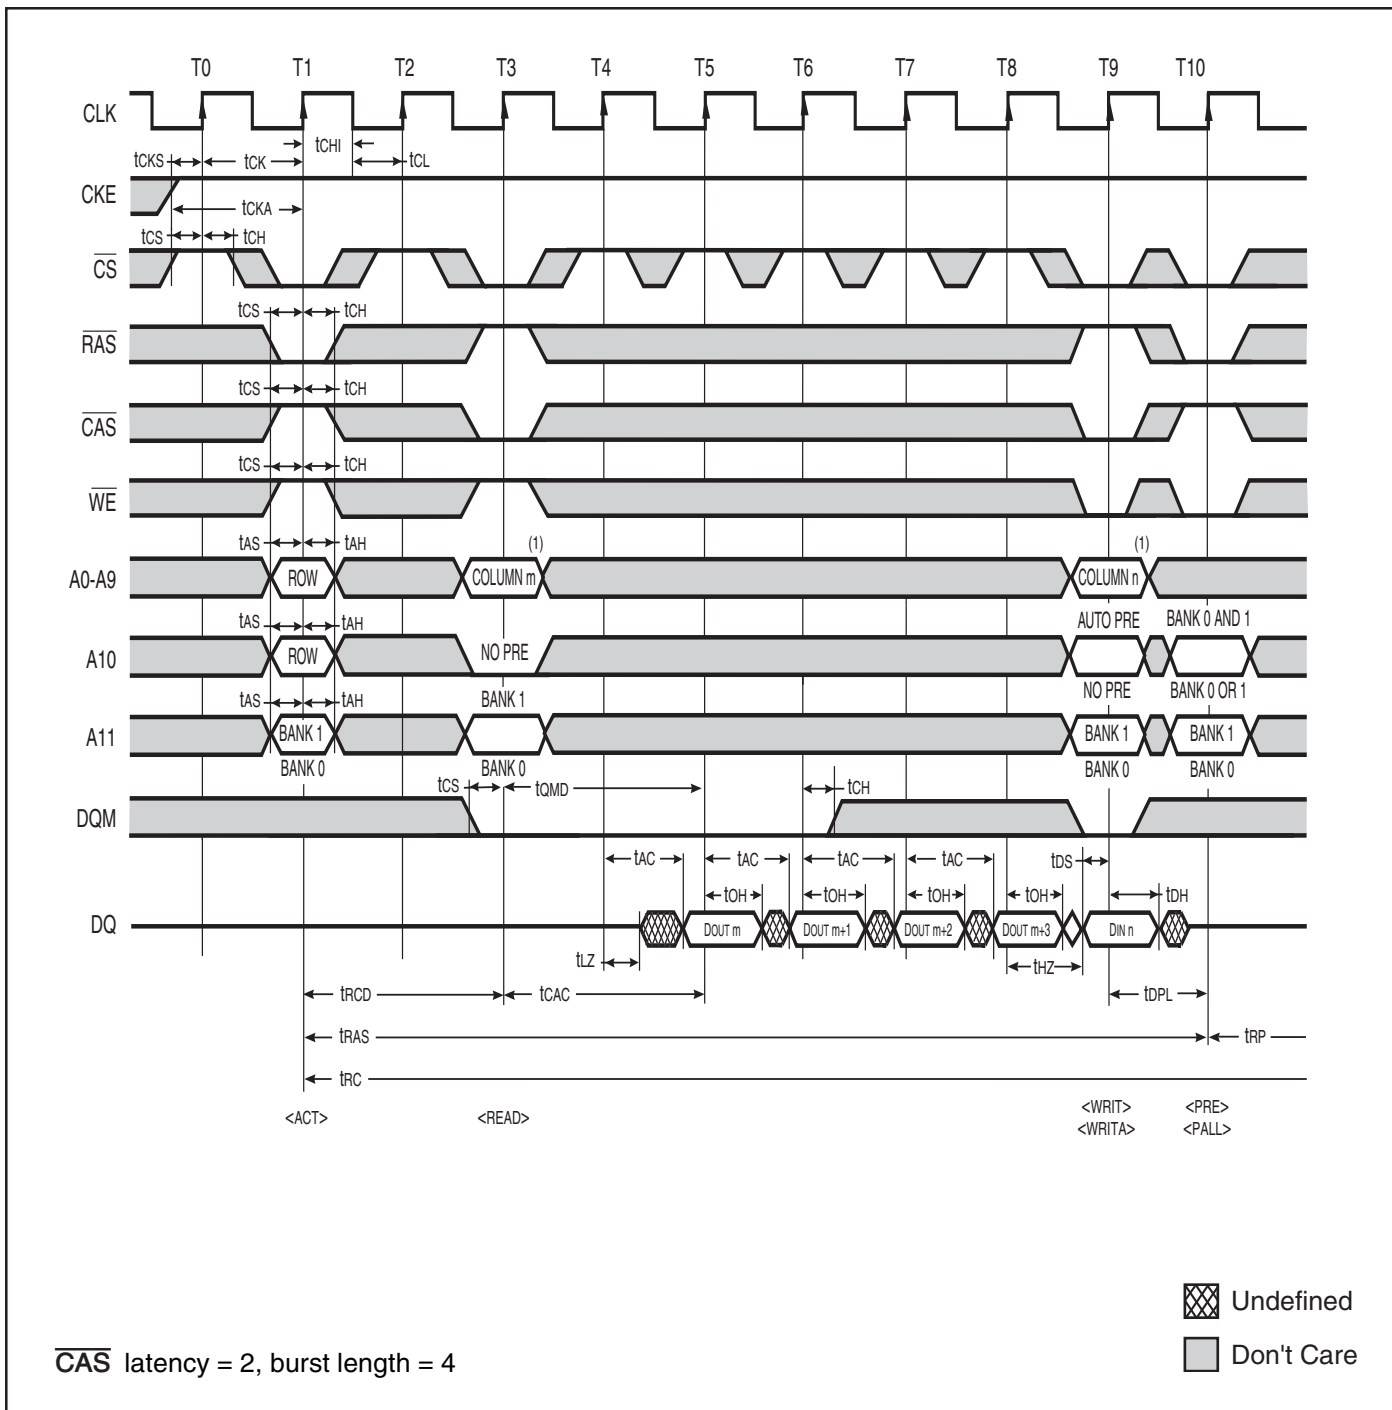 T0 T1 T2 T3 T4 T5 T6 T7 T8 T9 T10
CLK
tCHI
tCKS tCK tCL
CKE
tCKA
tCS tCH
CS
tCS tCH
RAS
tCS tCH
CAS
tCS tCH
WE
tAS tAH (1) (1)
A0-A9 ROW COLUMN m COLUMN n
tAS tAH AUTO PRE BANK 0 AND 1
A10 ROW NO PRE
tAS tAH BANK 1 NO PRE BANK 0 OR 1
A11 BANK 1 BANK 1 BANK 1
BANK 0 BANK 0 BANK 0 BANK 0
tCS tQMD tCH
DQM
tAC tAC tAC tAC tDS
tOH tOH tOH tOH tDH
DQ DOUT m DOUT m+1 DOUT m+2 DOUT m+3 DIN n
tLZ tHZ
tRCD tCAC tDPL
tRAS tRP
tRC
<ACT> <READ> <WRIT> <PRE>
<WRITA> <PALL>
Undefined
Don't Care
CAS latency = 2, burst length = 4